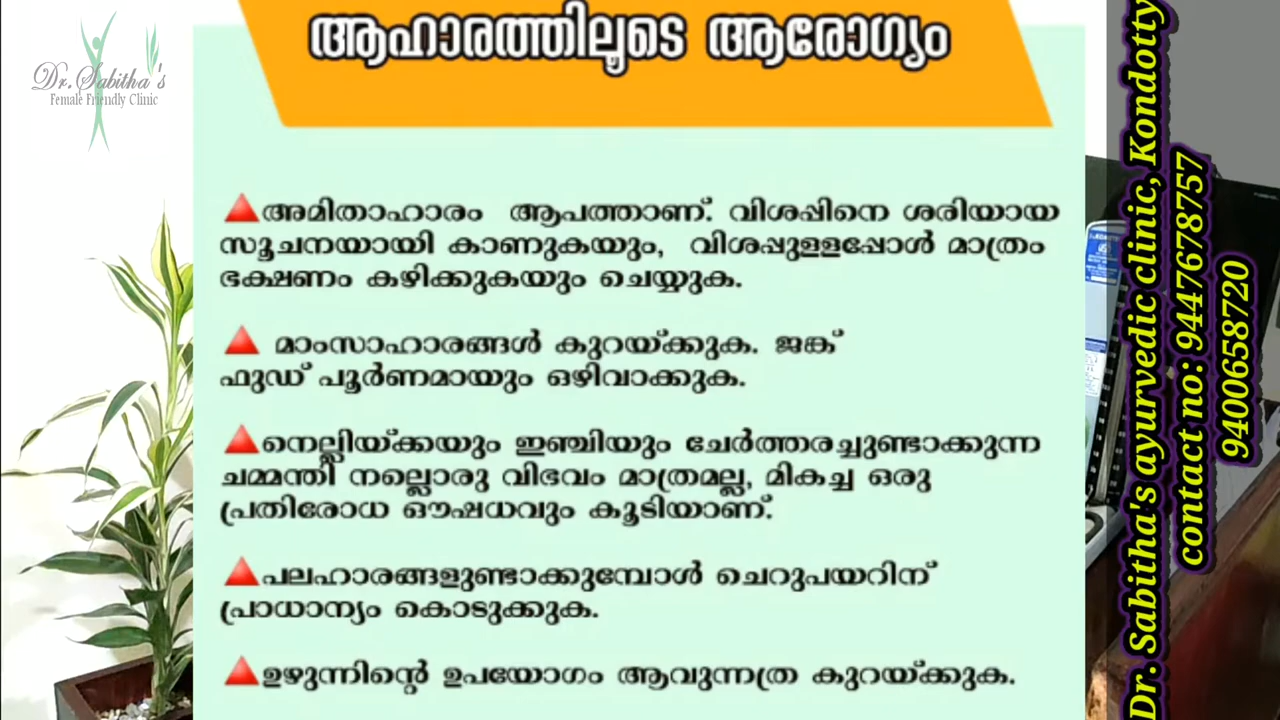 Dr. Sabitha's
Female Friendly Clinic
ആഹാരത്തിലൂടെ ആരോഗ്യം
🔺അമിതാഹാരം ആപത്താണ്. വിശപ്പിനെ ശരിയായ
സൂചനയായി കാണുകയും, വിശപ്പുള്ളപ്പോൾ മാത്രം
ഭക്ഷണം കഴിക്കുകയും ചെയ്യുക.
🔺 മാംസാഹാരങ്ങൾ കുറയ്ക്കുക. ജങ്ക്
ഫുഡ് പൂർണമായും ഒഴിവാക്കുക.
🔺നെല്ലിയ്ക്കയും ഇഞ്ചിയും ചേർത്തരച്ചുണ്ടാക്കുന്ന
ചമ്മന്തി നല്ലൊരു വിഭവം മാത്രമല്ല, മികച്ച ഒരു
പ്രതിരോധ ഔഷധവും കൂടിയാണ്.
🔺പലഹാരങ്ങളുണ്ടാക്കുമ്പോൾ ചെറുപയറിന്
പ്രാധാന്യം കൊടുക്കുക.
🔺ഉഴുന്നിന്റെ ഉപയോഗം ആവുന്നത്ര കുറയ്ക്കുക.
Dr. Sabitha's ayurvedic clinic, Kondotty
contact no: 9447678757
9400658720